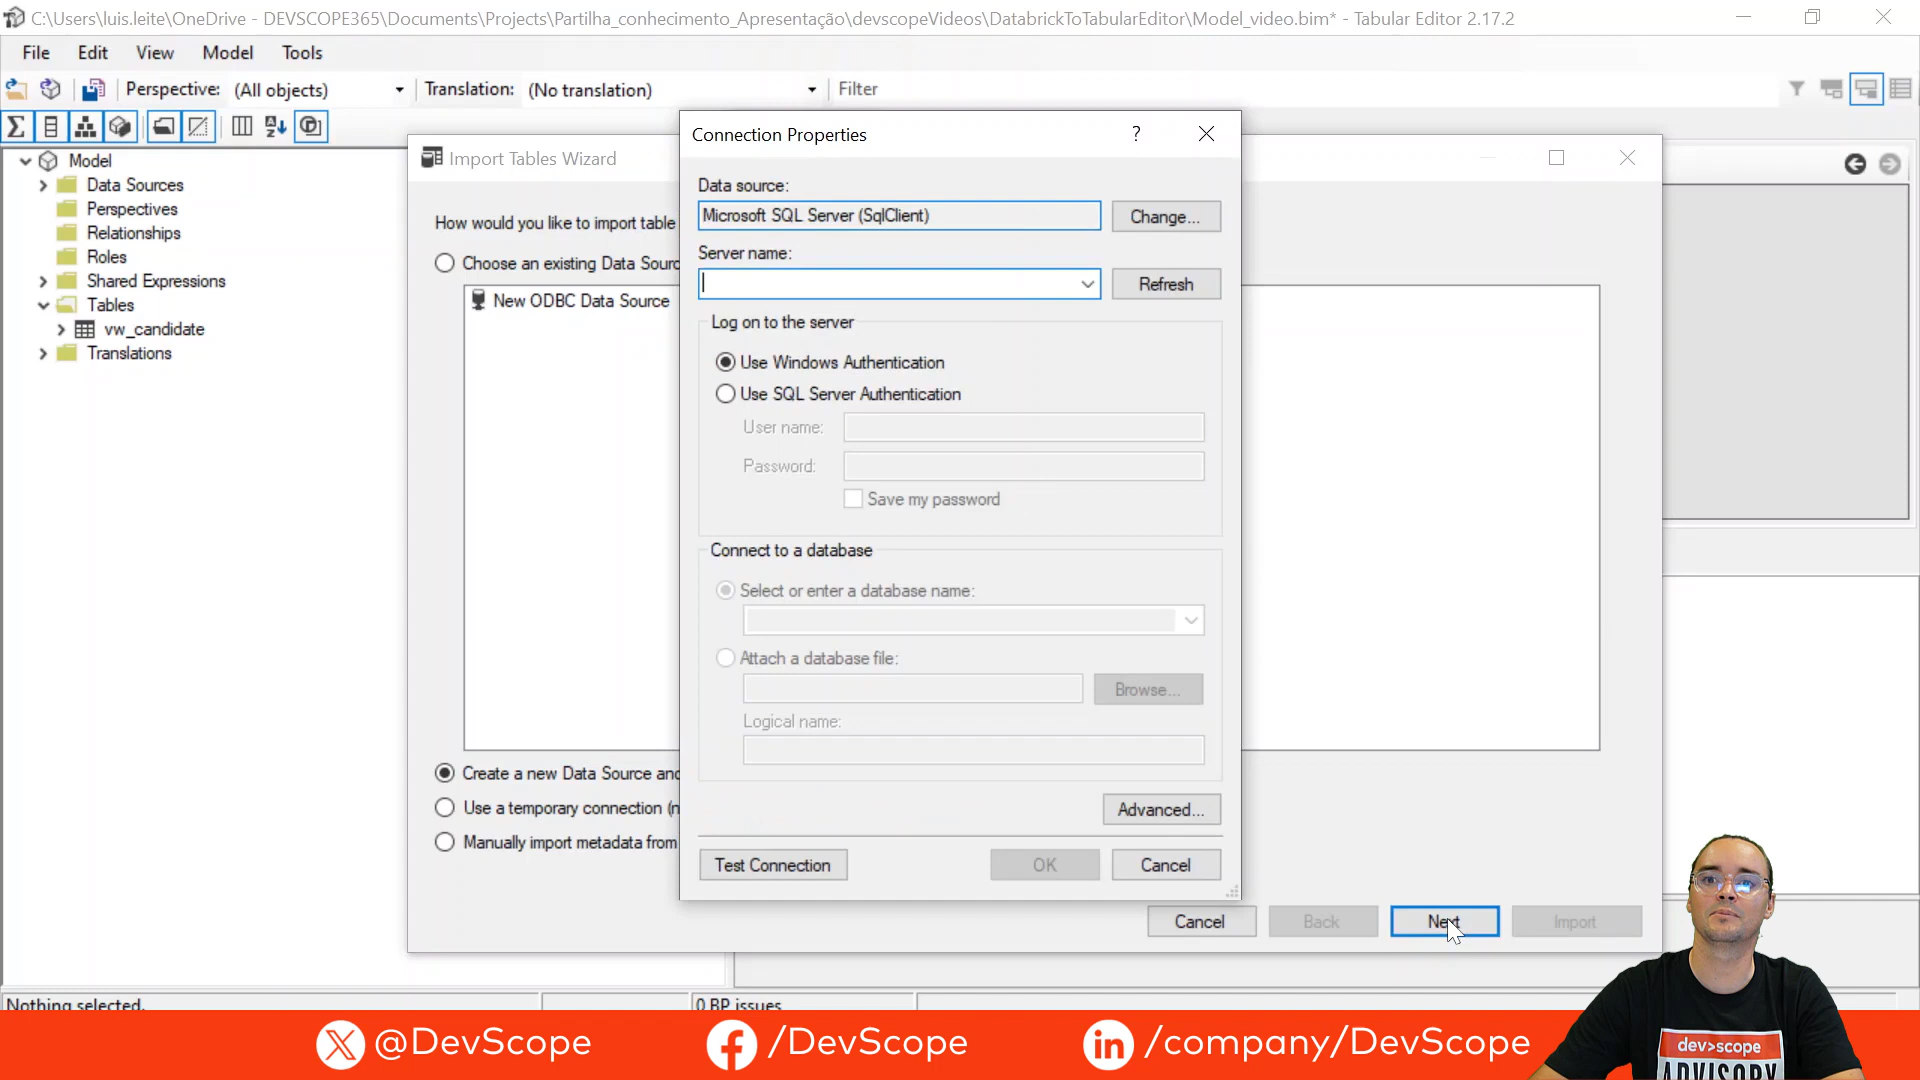 C:\Users\luis.leite\OneDrive - DEVSCOPE365\Documents\Projects\Partilha_conhecimento_Apresentação\devscopeVideos\DatabrickToTabularEditor\Model_video.bim* - Tabular Editor 2.17.2
File Edit View Model Tools
Perspective: (All objects) Translation: (No translation) Filter
Model
Data Sources
Perspectives
Relationships
Roles
Shared Expressions
Tables
vw_candidate
Translations
Import Tables Wizard
How would you like to import table
Choose an existing Data Sourc
New ODBC Data Source
Create a new Data Source and
Use a temporary connection (n
Manually import metadata from
Connection Properties ?
Data source:
Microsoft SQL Server (SqlClient) Change...
Server name:
Refresh
Log on to the server
Use Windows Authentication
Use SQL Server Authentication
User name:
Password:
Save my password
Connect to a database
Select or enter a database name:
Attach a database file:
Browse...
Logical name:
Advanced...
Test Connection OK Cancel
Cancel Back Next Import
Nothing selected. 0 BP issues
@DevScope /DevScope in /company/DevScope
dev>scope
ADVISORY